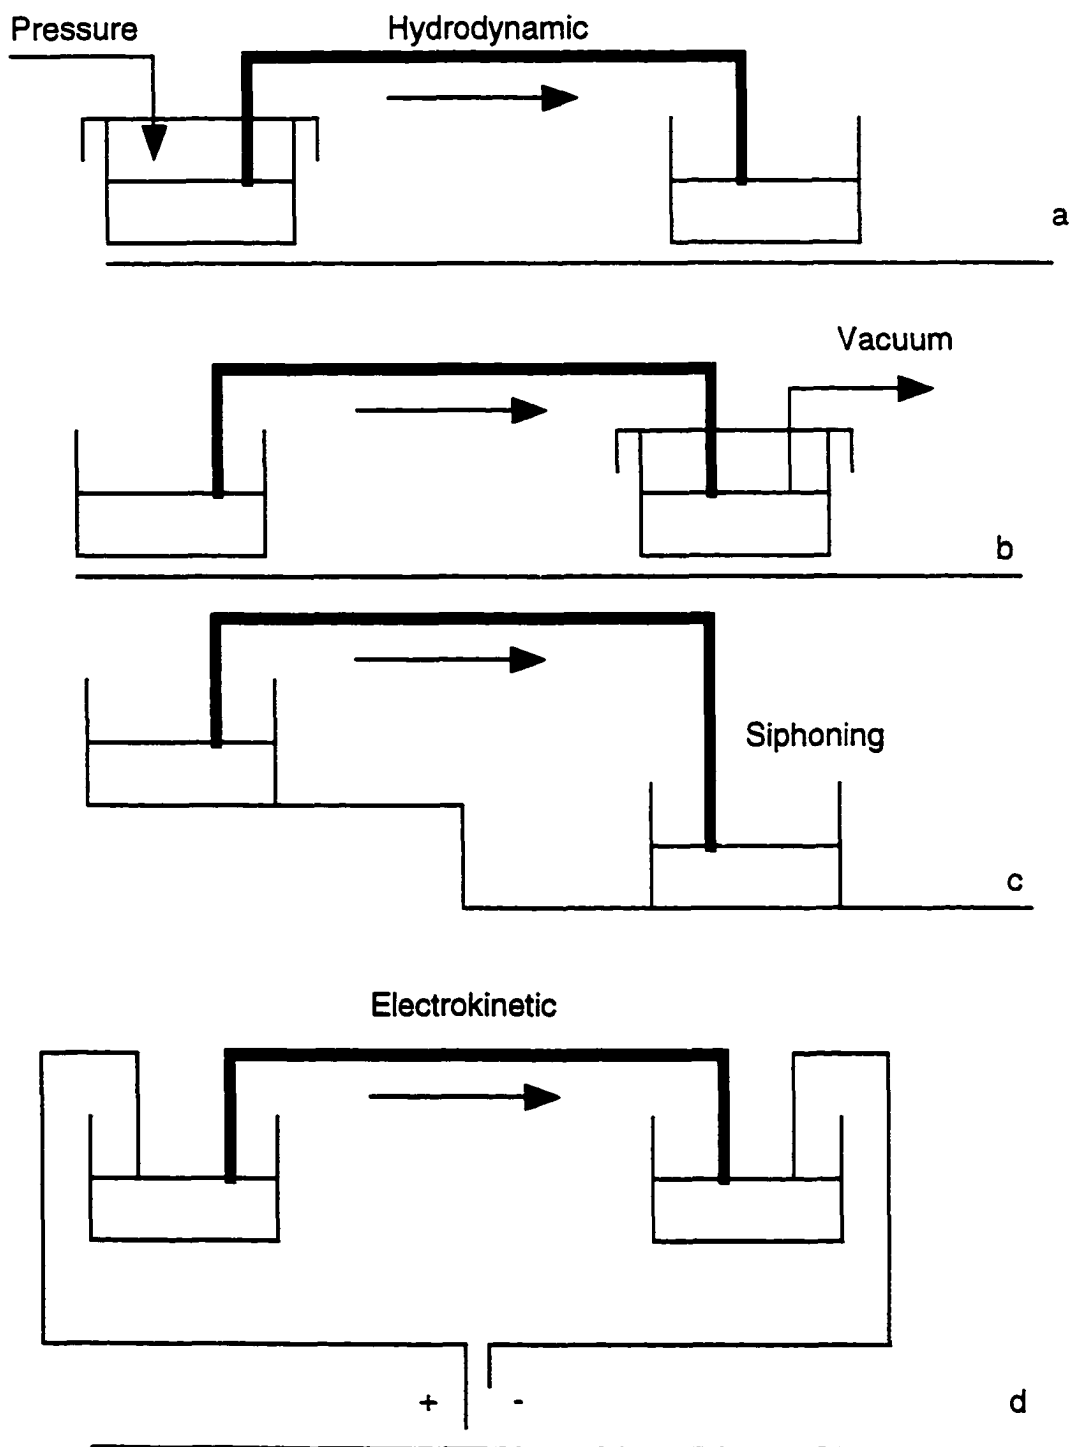 Pressure
Hydrodynamic
a
Vacuum
b
Siphoning
c
Electrokinetic
+ -
d